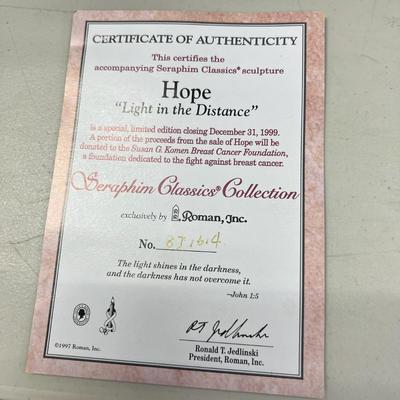 CERTIFICATE OF AUTHENTICITY
This certifies the
accompanying Seraphim Classics® sculpture
Hope
"Light in the Distance"
is a special, limited edition closing December 31, 1999.
A portion of the proceeds from the sale of Hope will be
donated to the Susan G. Komen Breast Cancer Foundation,
a foundation dedicated to the fight against breast cancer.
Seraphim Classics® Collection
exclusively by Roman, Inc.
No.
The light shines in the darkness,
and the darkness has not overcome it.
–John 1:5
©1997 Roman, Inc.
Ronald T. Jedlinski
President, Roman, Inc.